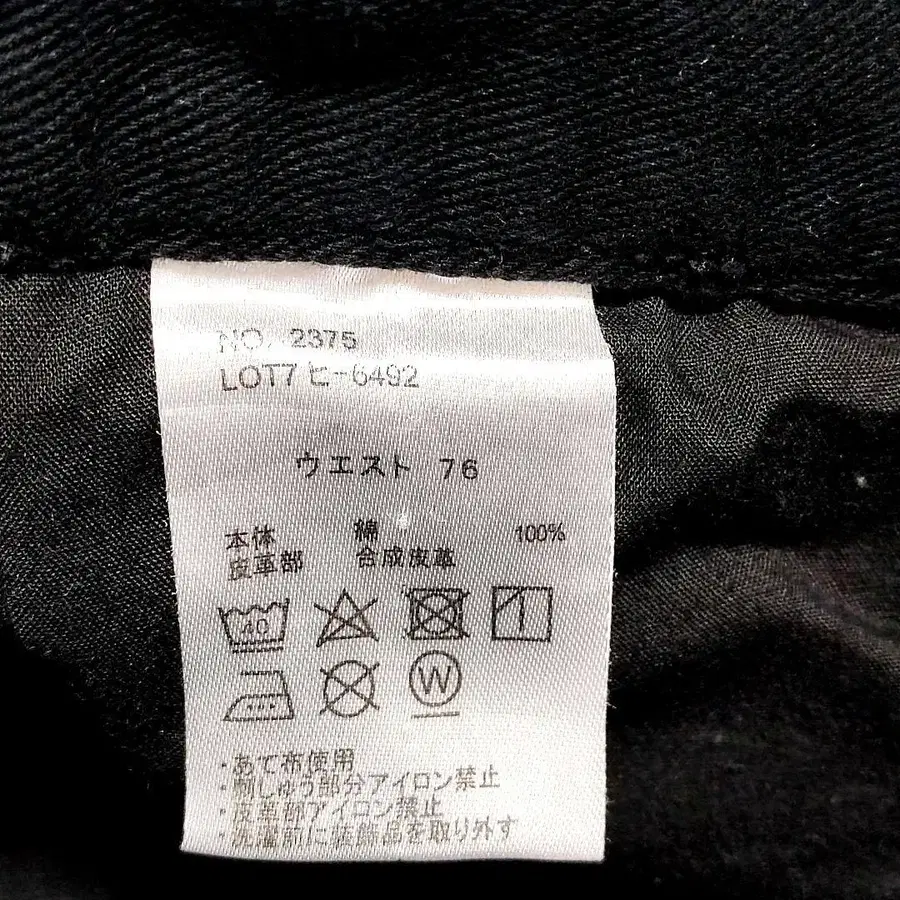 NO. 2375
LOT7 ビ-6492
ウエスト 76
本体 綿 100%
皮革部 合成皮革
40
W
・あて布使用
・刺しゅう部分アイロン禁止
・皮革部アイロン禁止
・洗濯前に装飾品を取り外す